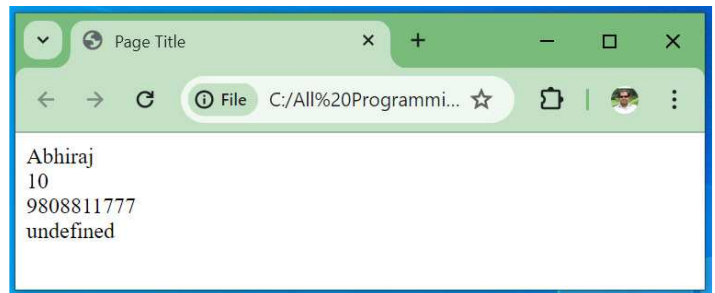 Page Title
File C:/All%20Programmi...
Abhiraj
10
9808811777
undefined